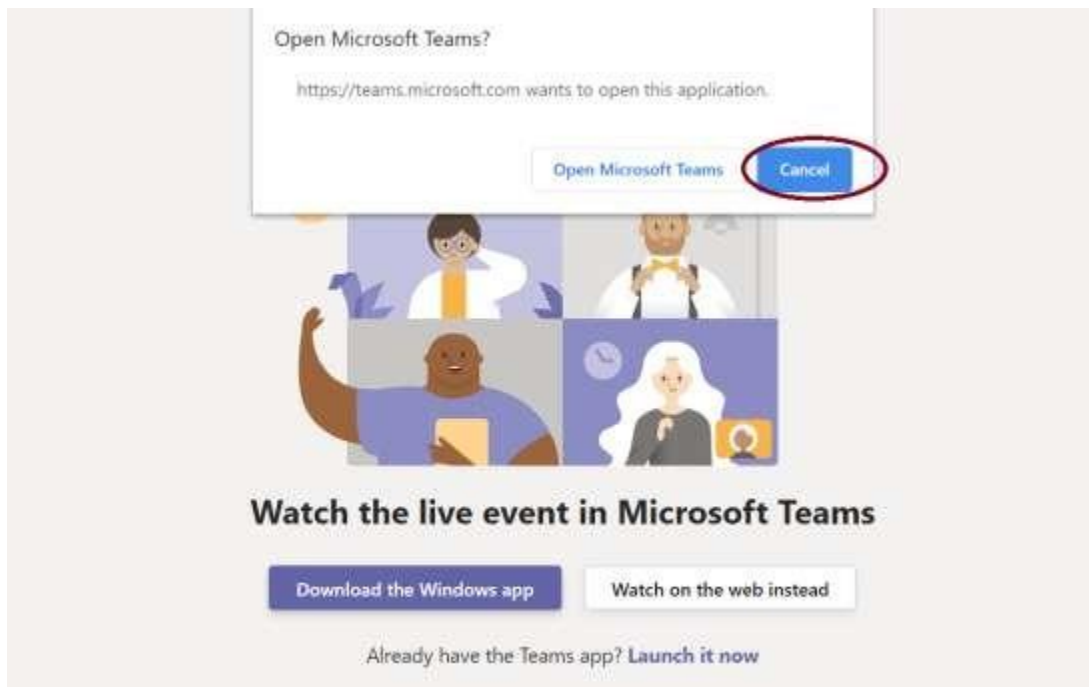 Open Microsoft Teams?
https://teams.microsoft.com wants to open this application.
Open Microsoft Teams
Cancel
Watch the live event in Microsoft Teams
Download the Windows app
Watch on the web instead
Already have the Teams app? Launch it now